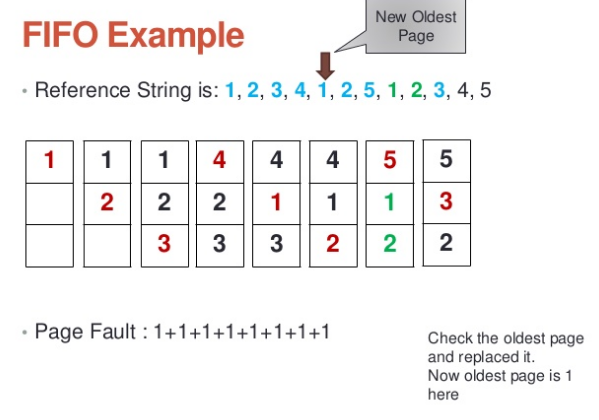 New Oldest
Page
FIFO Example
• Reference String is: 1, 2, 3, 4, 1, 2, 5, 1, 2, 3, 4, 5
1 1 1 4 4 4 5 5
2 2 2 1 1 1 3
3 3 3 2 2 2
• Page Fault : 1+1+1+1+1+1+1+1
Check the oldest page
and replaced it.
Now oldest page is 1
here